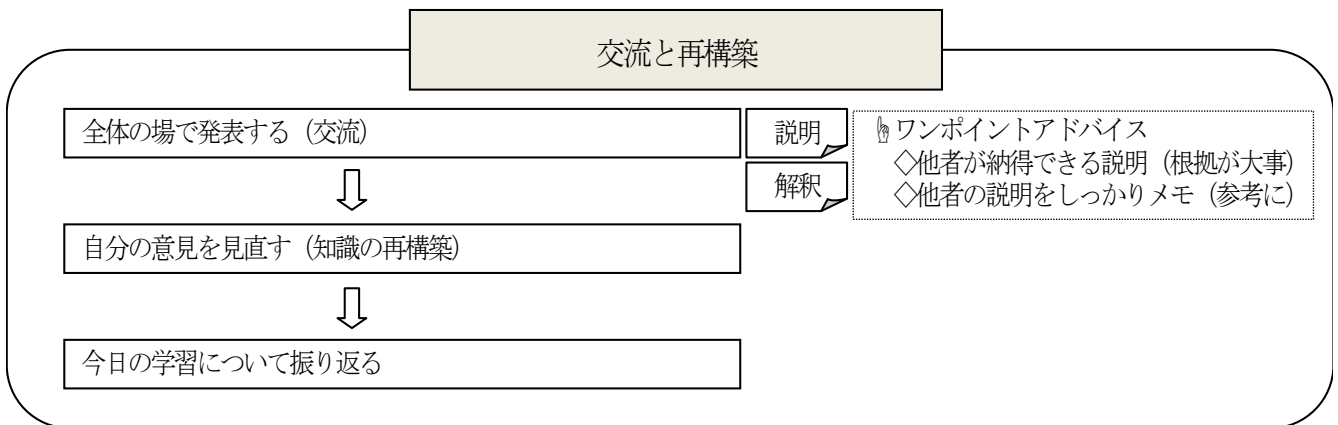 交流と再構築
全体の場で発表する（交流）
説明
解釈
☝ワンポイントアドバイス
◇他者が納得できる説明（根拠が大事）
◇他者の説明をしっかりメモ（参考に）
自分の意見を見直す（知識の再構築）
今日の学習について振り返る